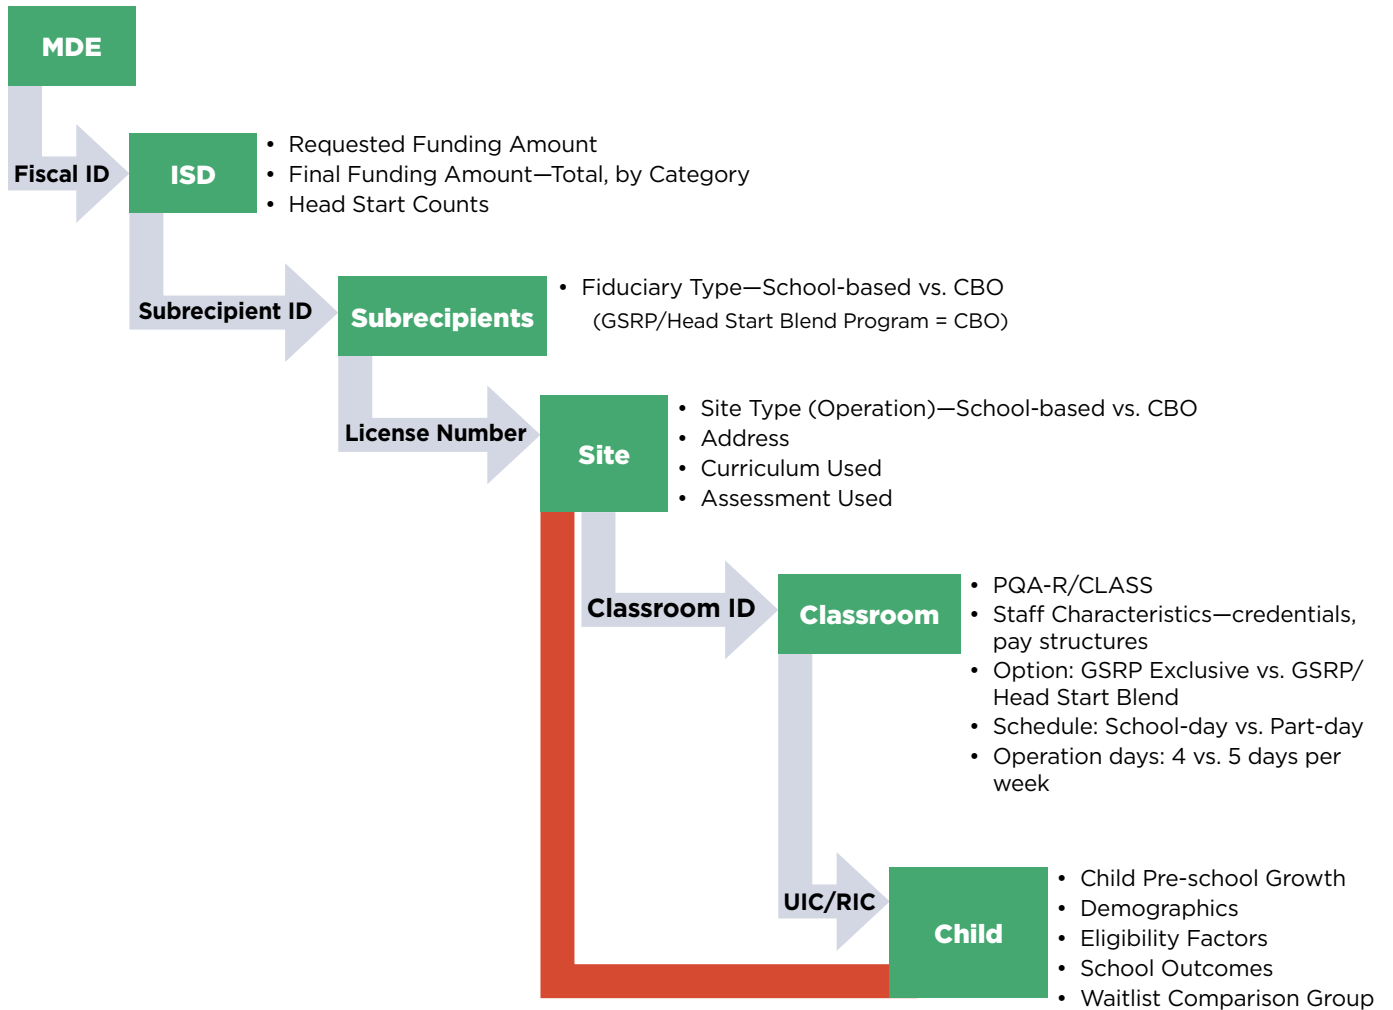 MDE
Fiscal ID
ISD
• Requested Funding Amount
• Final Funding Amount—Total, by Category
• Head Start Counts
Subrecipient ID
Subrecipients
• Fiduciary Type—School-based vs. CBO
(GSRP/Head Start Blend Program = CBO)
License Number
Site
• Site Type (Operation)—School-based vs. CBO
• Address
• Curriculum Used
• Assessment Used
Classroom ID
Classroom
• PQA-R/CLASS
• Staff Characteristics—credentials,
pay structures
• Option: GSRP Exclusive vs. GSRP/
Head Start Blend
• Schedule: School-day vs. Part-day
• Operation days: 4 vs. 5 days per
week
UIC/RIC
Child
• Child Pre-school Growth
• Demographics
• Eligibility Factors
• School Outcomes
• Waitlist Comparison Group